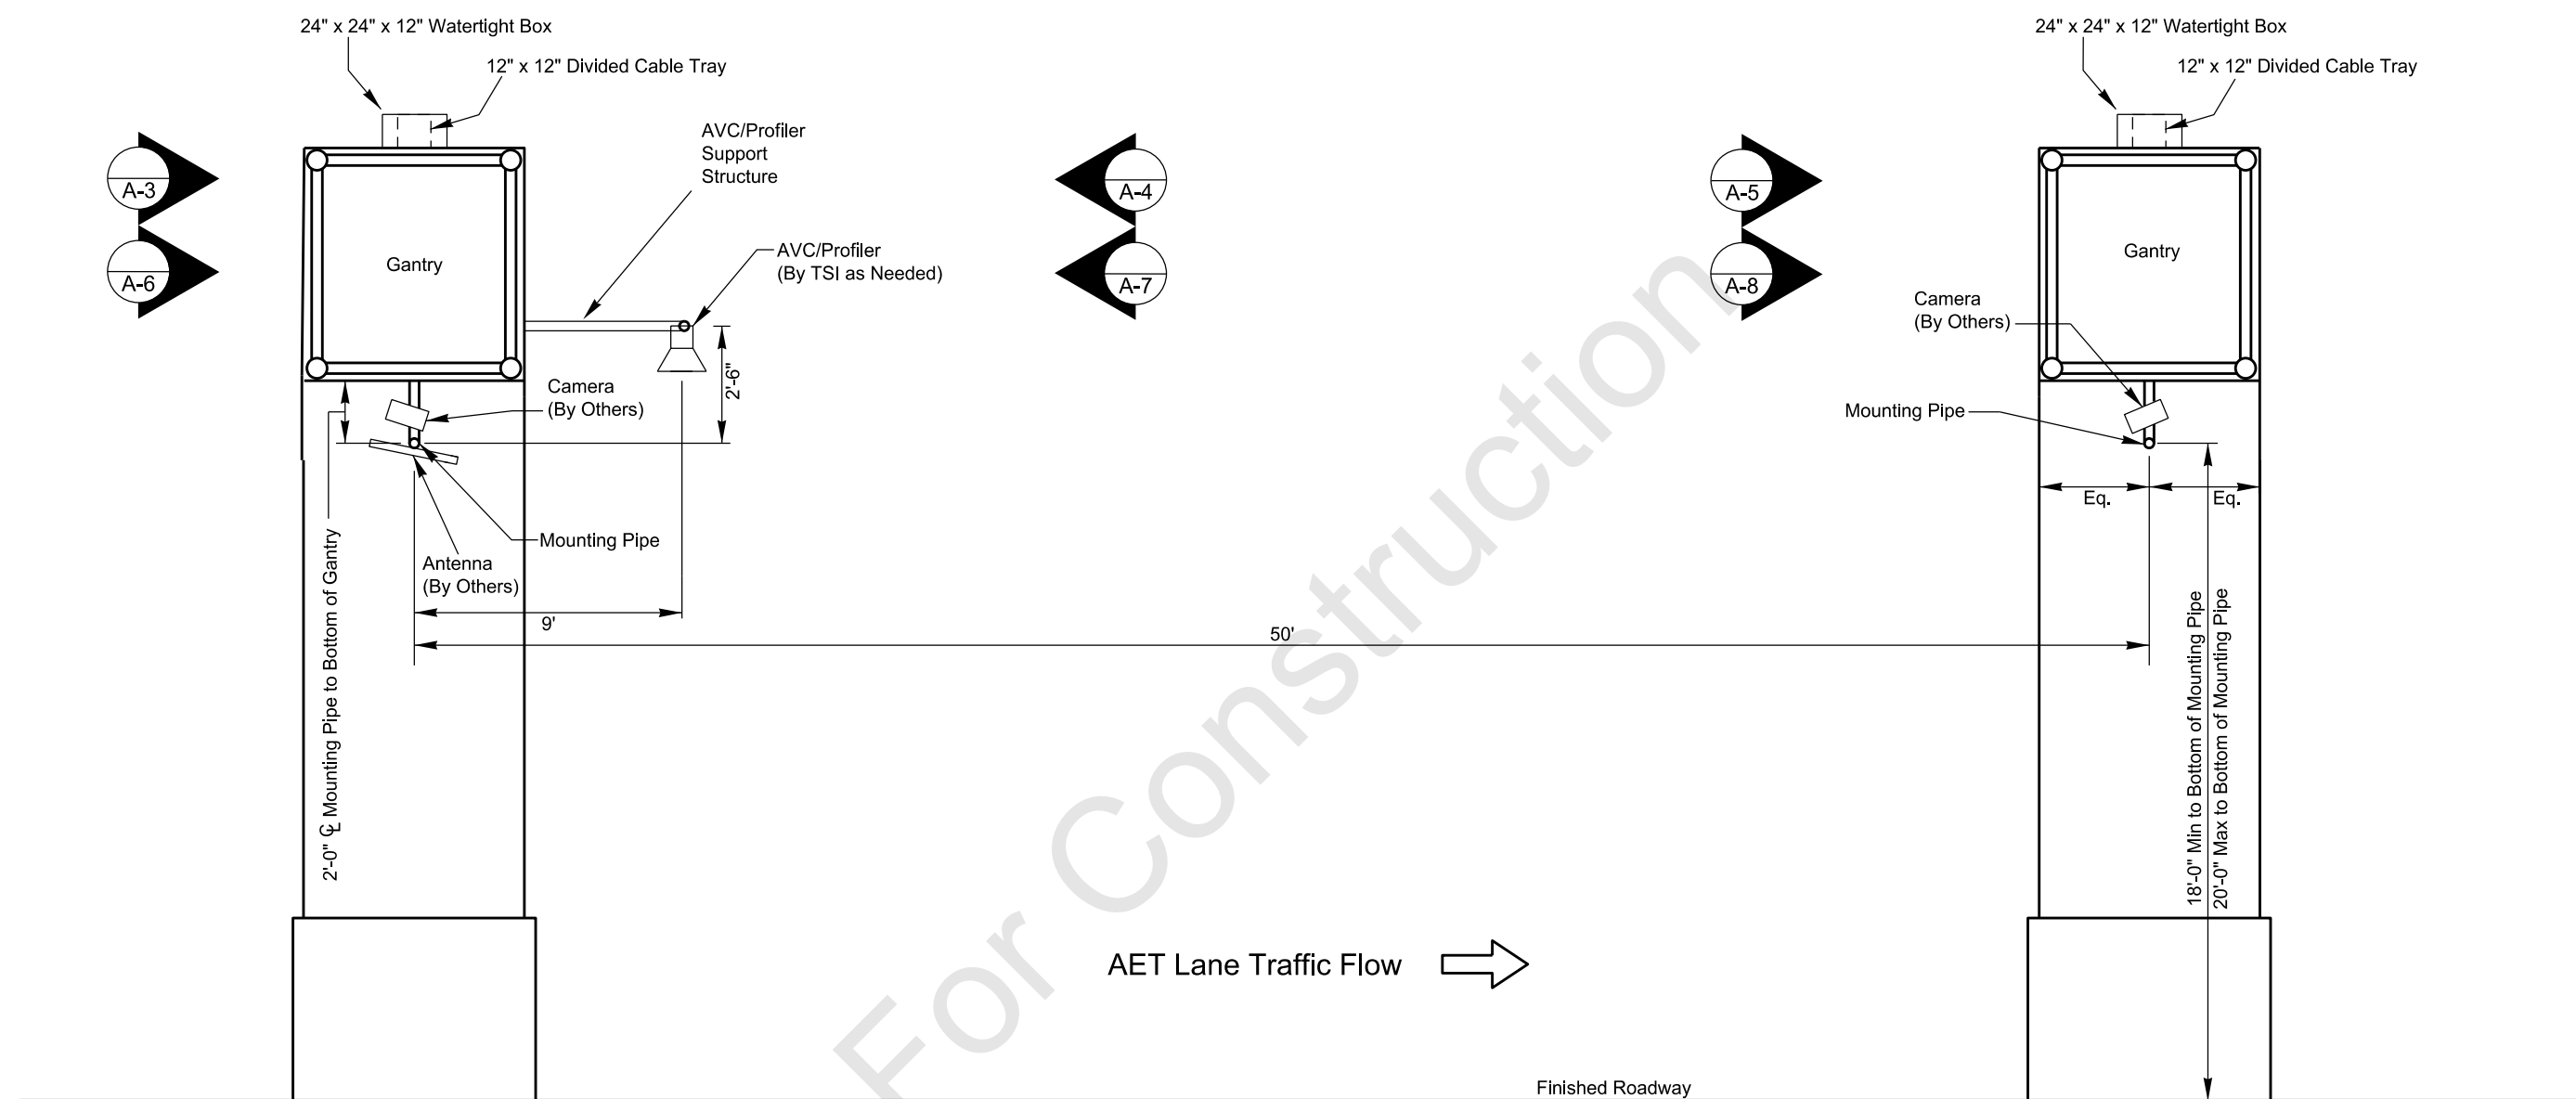 24" x 24" x 12" Watertight Box
12" x 12" Divided Cable Tray
AVC/Profiler
Support
Structure
A-3
A-6
Gantry
AVC/Profiler
(By TSI as Needed)
A-4
A-7
2'-6"
Camera
(By Others)
Mounting Pipe
Antenna
(By Others)
2'-0" ℄ Mounting Pipe to Bottom of Gantry
9'
50'
24" x 24" x 12" Watertight Box
12" x 12" Divided Cable Tray
A-5
A-8
Gantry
Camera
(By Others)
Mounting Pipe
Eq.
Eq.
18'-0" Min to Bottom of Mounting Pipe
20'-0" Max to Bottom of Mounting Pipe
AET Lane Traffic Flow
Finished Roadway
For Construction